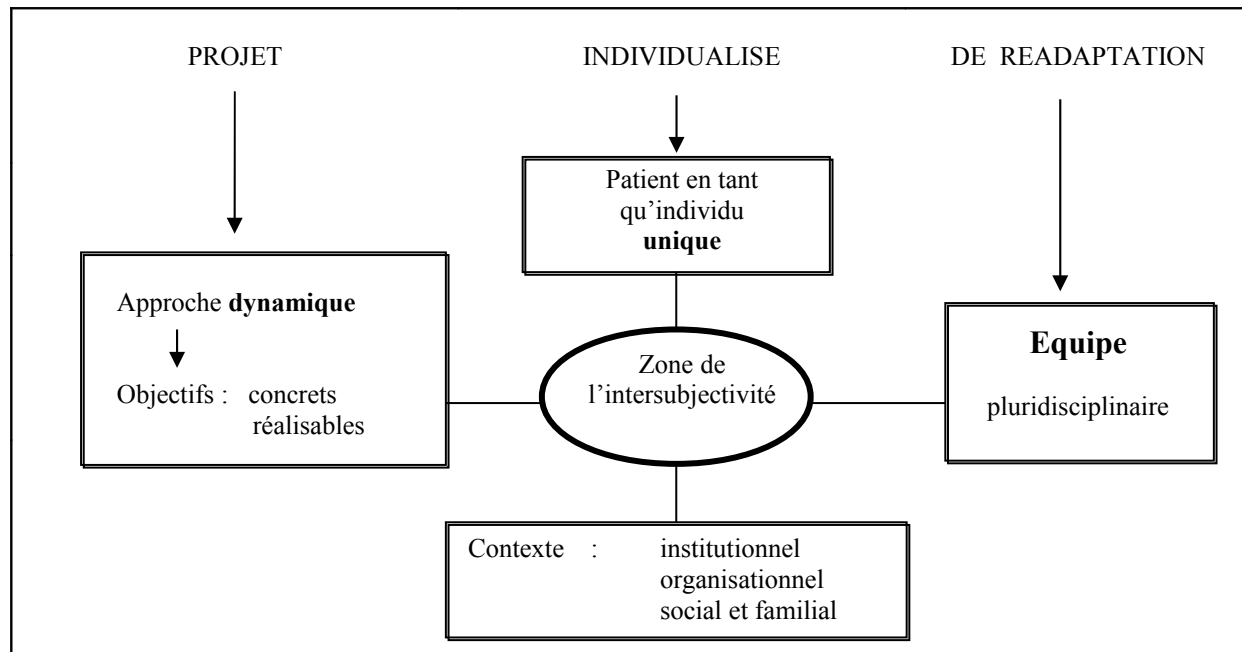 PROJET INDIVIDUALISE DE READAPTATION
Patient en tant
qu’individu
unique
Approche dynamique
Objectifs : concrets
réalisables
Zone de
l’intersubjectivité
Equipe
pluridisciplinaire
Contexte : institutionnel
organisationnel
social et familial